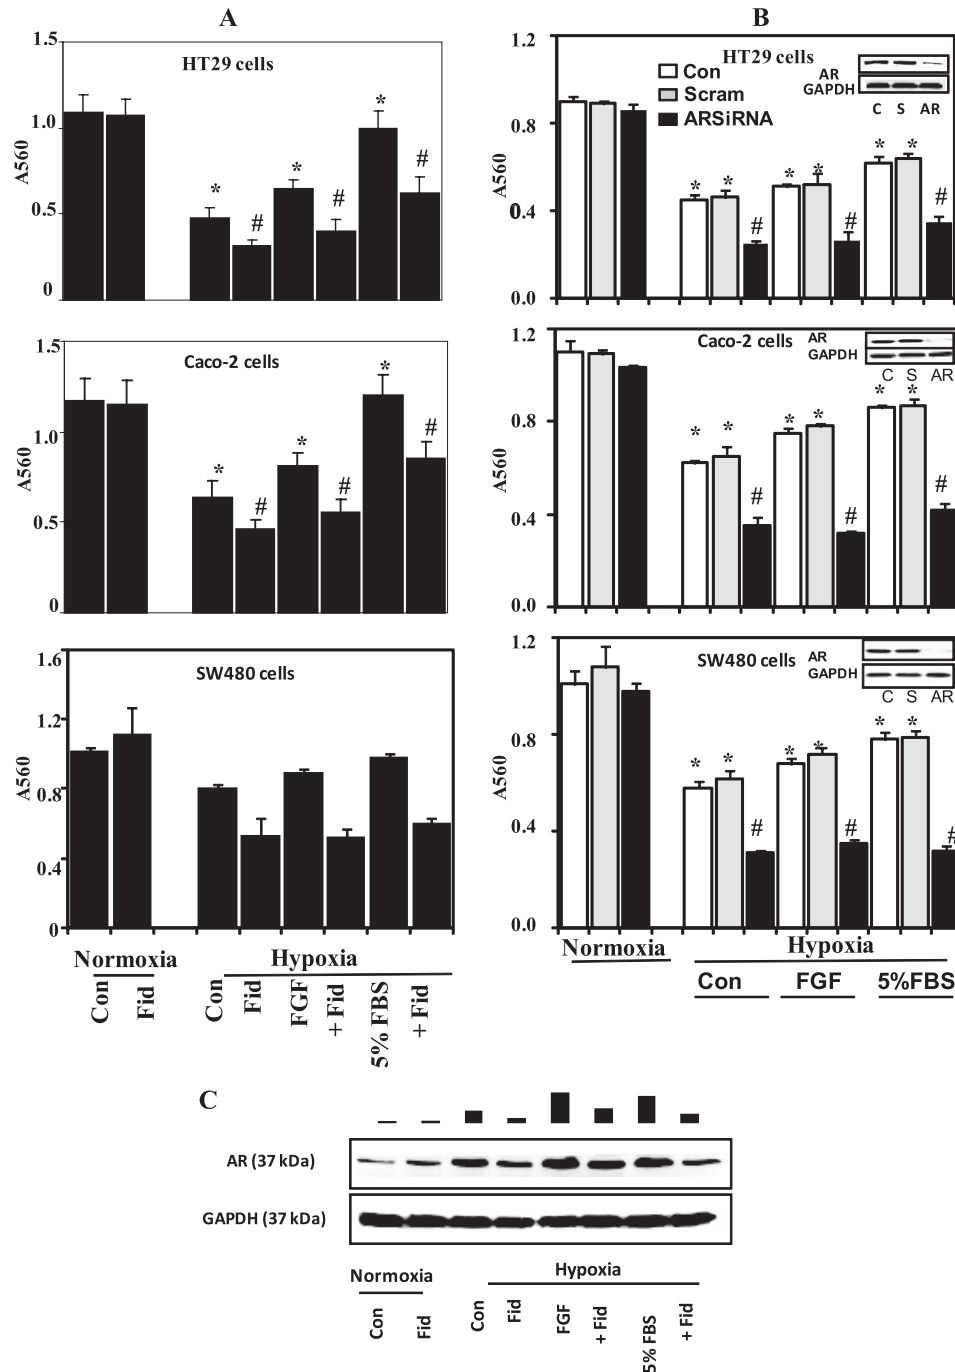 A
1.5
HT29 cells
1.0
A560
0.5
0
*
#
*
#
*
#
1.5
Caco-2 cells
1.0
A560
0.5
0
*
#
*
#
*
#
1.6
SW480 cells
1.2
A560
0.8
0.4
0
Normoxia
Hypoxia
Con
Fid
Con
Fid
FGF
+ Fid
5% FBS
+ Fid
B
1.2
HT29 cells
Con
Scram
ARSiRNA
AR
GAPDH
C S AR
0.8
A560
0.4
0.0
* * #
* * #
* * #
1.2
Caco-2 cells
AR
GAPDH
C S AR
0.8
A560
0.4
0.0
* * #
* * #
* * #
1.2
SW480 cells
AR
GAPDH
C S AR
0.8
A560
0.4
0.0
* * #
* * #
* * #
Normoxia
Hypoxia
Con FGF 5%FBS
C
AR (37 kDa)
GAPDH (37 kDa)
Normoxia
Hypoxia
Con
Fid
Con
Fid
FGF
+ Fid
5% FBS
+ Fid